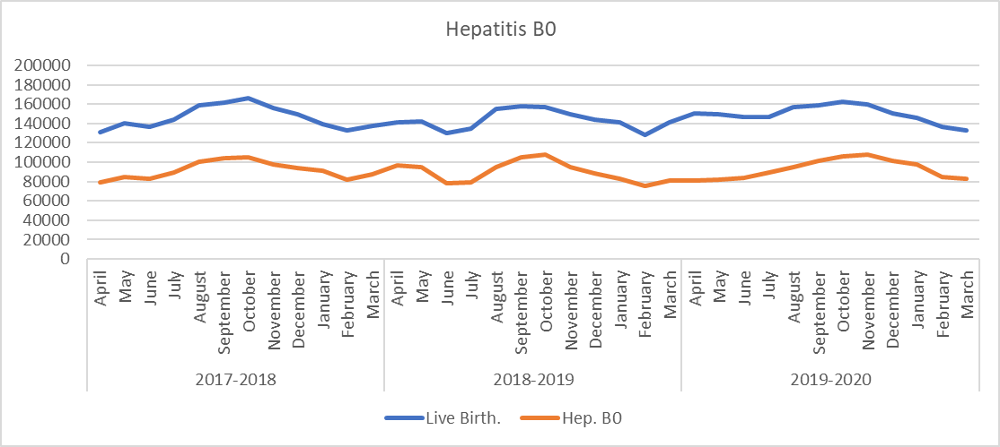 Hepatitis B0
200000
180000
160000
140000
120000
100000
80000
60000
40000
20000
0
April
May
June
July
August
September
October
November
December
January
February
March
April
May
June
July
August
September
October
November
December
January
February
March
April
May
June
July
August
September
October
November
December
January
February
March
2017-2018 2018-2019 2019-2020
Live Birth. Hep. B0